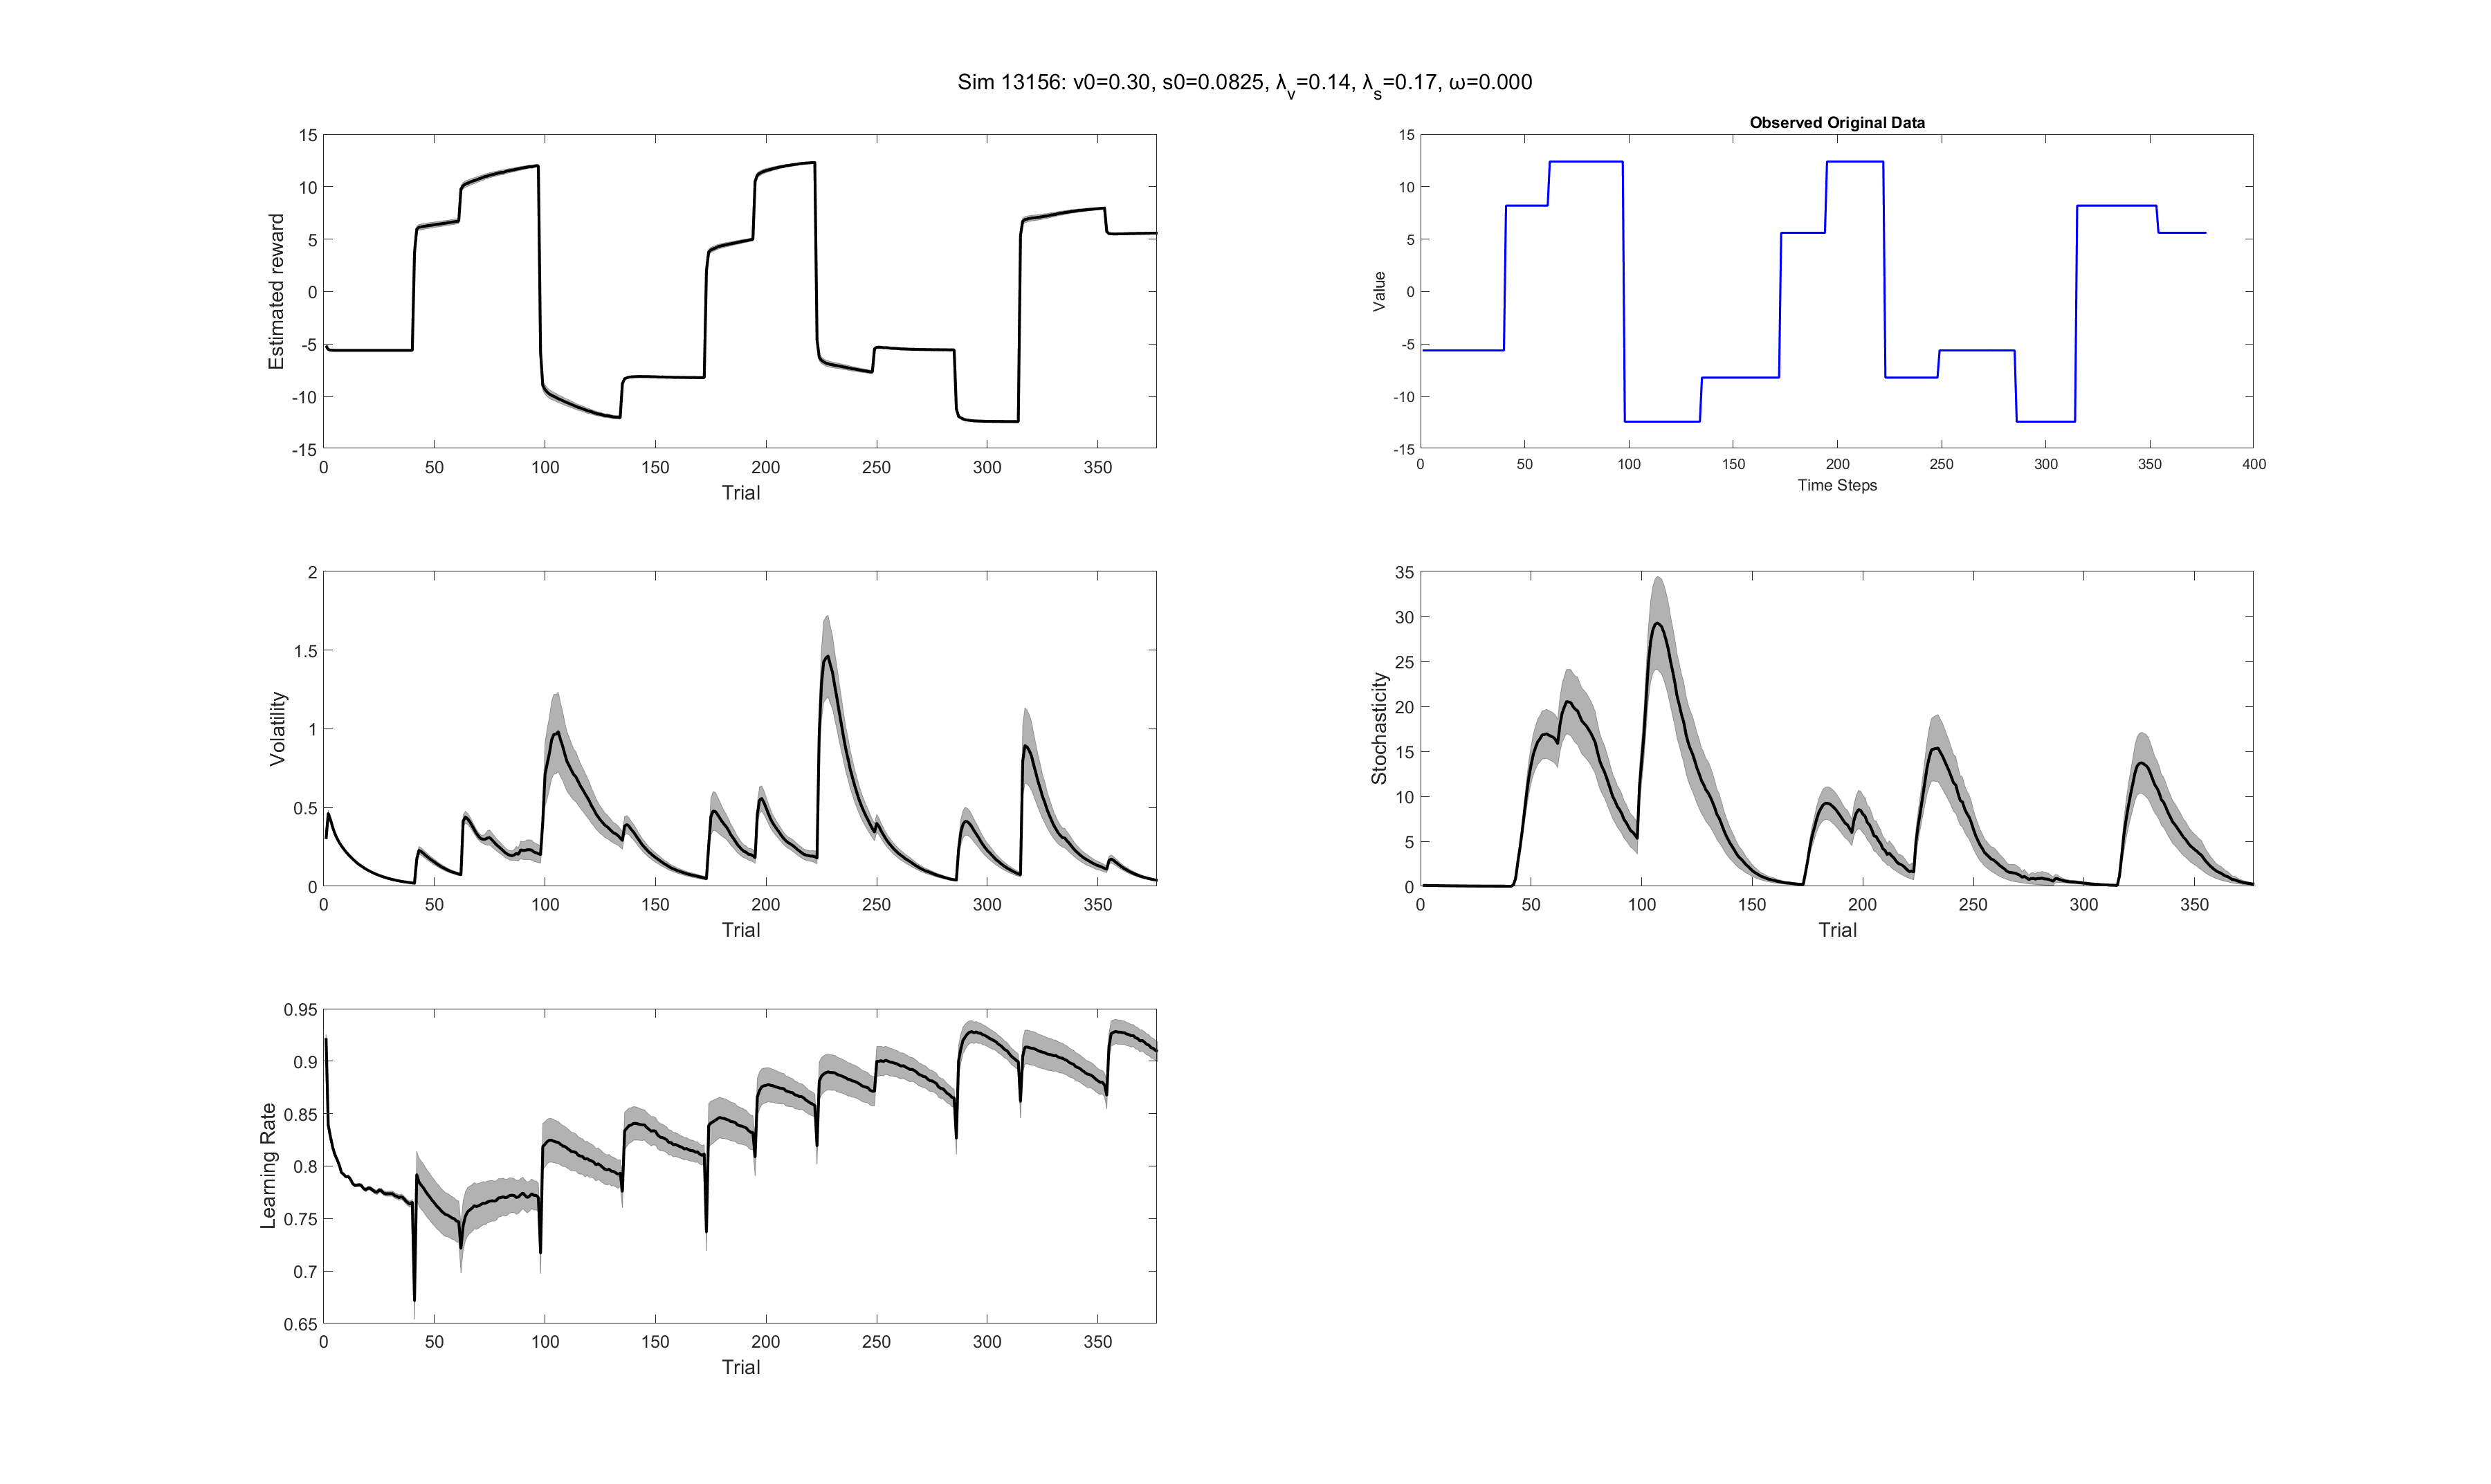 Sim 13156: v0=0.30, s0=0.0825, λv=0.14, λs=0.17, ω=0.000
15
10
5
0
-5
-10
-15
Estimated reward
0 50 100 150 200 250 300 350
Trial
Observed Original Data
15
10
5
0
-5
-10
-15
Value
0 50 100 150 200 250 300 350 400
Time Steps
2
1.5
1
0.5
0
Volatility
0 50 100 150 200 250 300 350
Trial
35
30
25
20
15
10
5
0
Stochasticity
0 50 100 150 200 250 300 350
Trial
0.95
0.9
0.85
0.8
0.75
0.7
0.65
Learning Rate
0 50 100 150 200 250 300 350
Trial